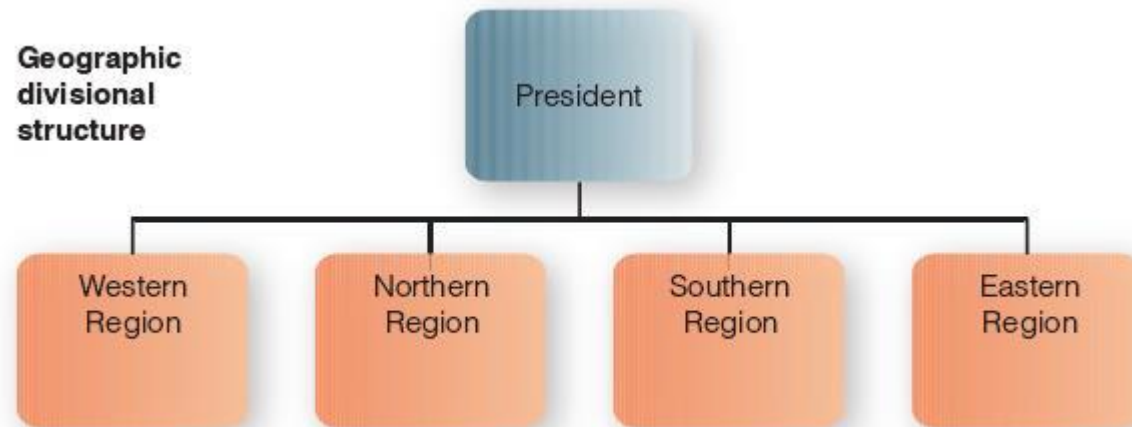 Geographic
divisional
structure
President
Western
Region
Northern
Region
Southern
Region
Eastern
Region